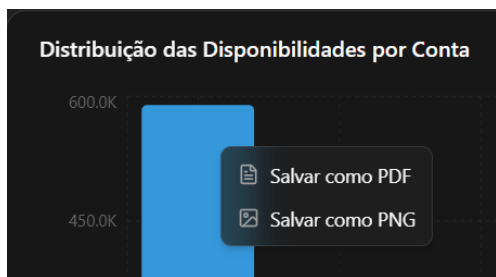 Distribuição das Disponibilidades por Conta
600.0K
Salvar como PDF
Salvar como PNG
450.0K